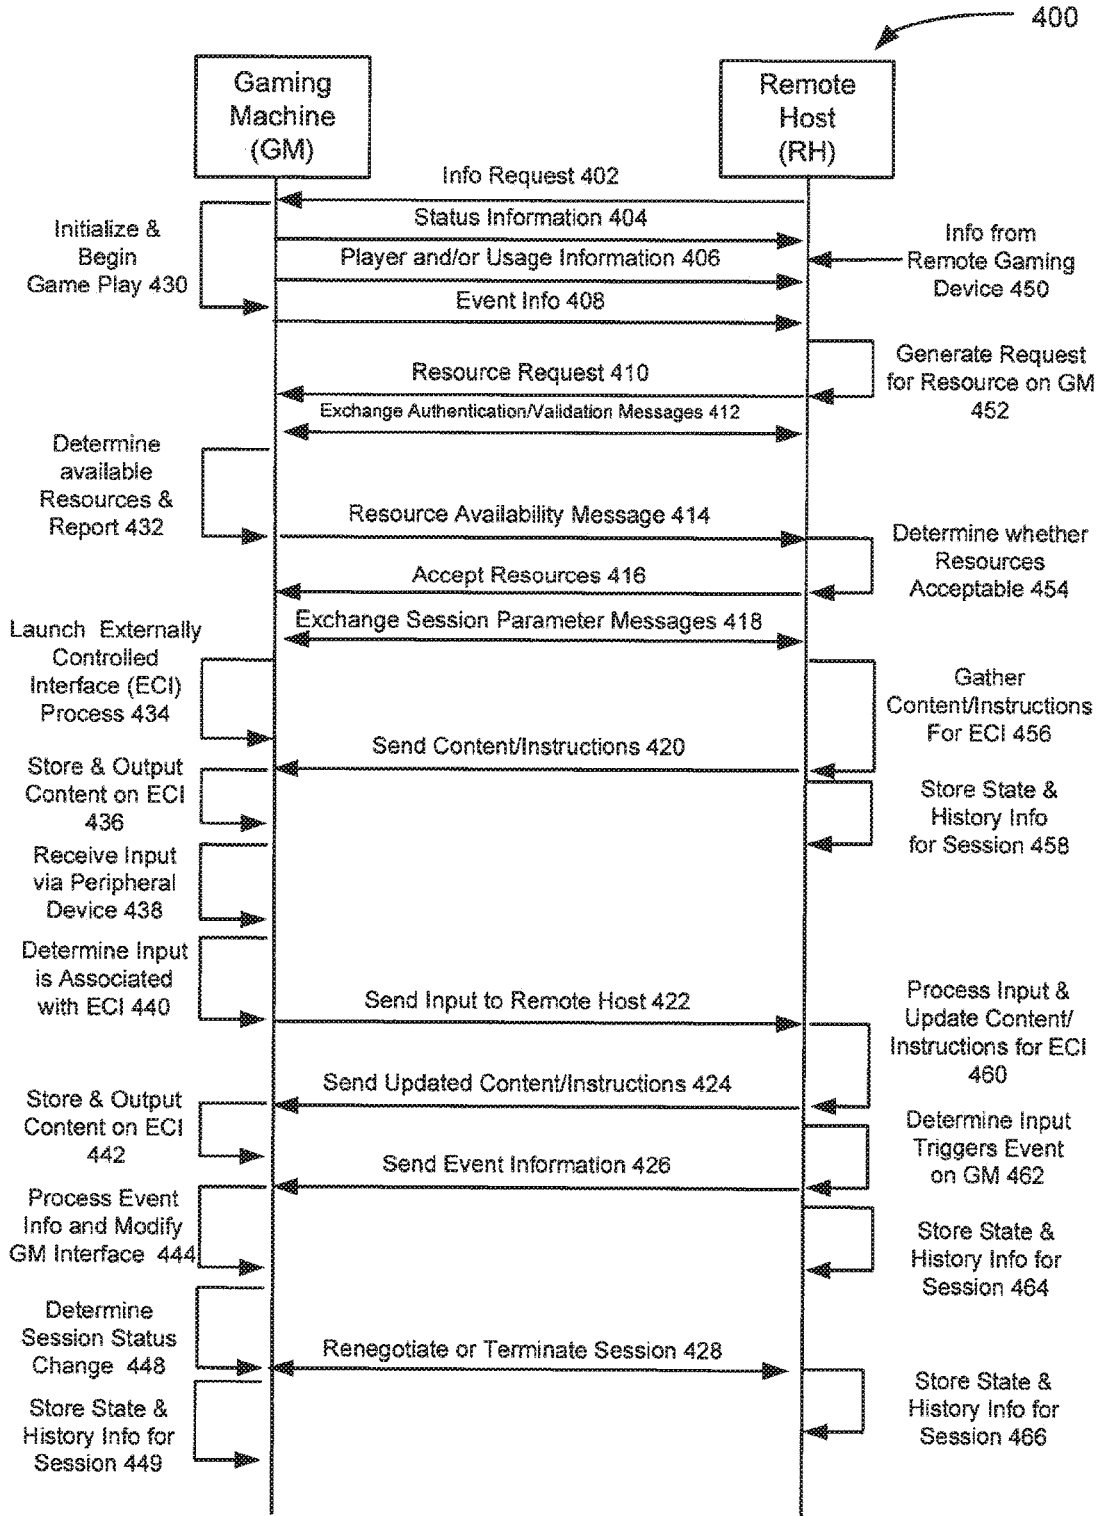 400
Gaming
Machine
(GM)
Remote
Host
(RH)
Info Request 402
Status Information 404
Initialize &
Begin
Game Play 430
Player and/or Usage Information 406
Info from
Remote Gaming
Device 450
Event Info 408
Generate Request
for Resource on GM
452
Resource Request 410
Exchange Authentication/Validation Messages 412
Determine
available
Resources &
Report 432
Resource Availability Message 414
Determine whether
Resources
Acceptable 454
Accept Resources 416
Exchange Session Parameter Messages 418
Launch Externally
Controlled
Interface (ECI)
Process 434
Gather
Content/Instructions
For ECI 456
Send Content/Instructions 420
Store & Output
Content on ECI
436
Store State &
History Info
for Session 458
Receive Input
via Peripheral
Device 438
Determine Input
is Associated
with ECI 440
Send Input to Remote Host 422
Process Input &
Update Content/
Instructions for ECI
460
Send Updated Content/Instructions 424
Store & Output
Content on ECI
442
Determine Input
Triggers Event
on GM 462
Send Event Information 426
Process Event
Info and Modify
GM Interface 444
Store State &
History Info for
Session 464
Determine
Session Status
Change 448
Renegotiate or Terminate Session 428
Store State &
History Info for
Session 449
Store State &
History Info for
Session 466